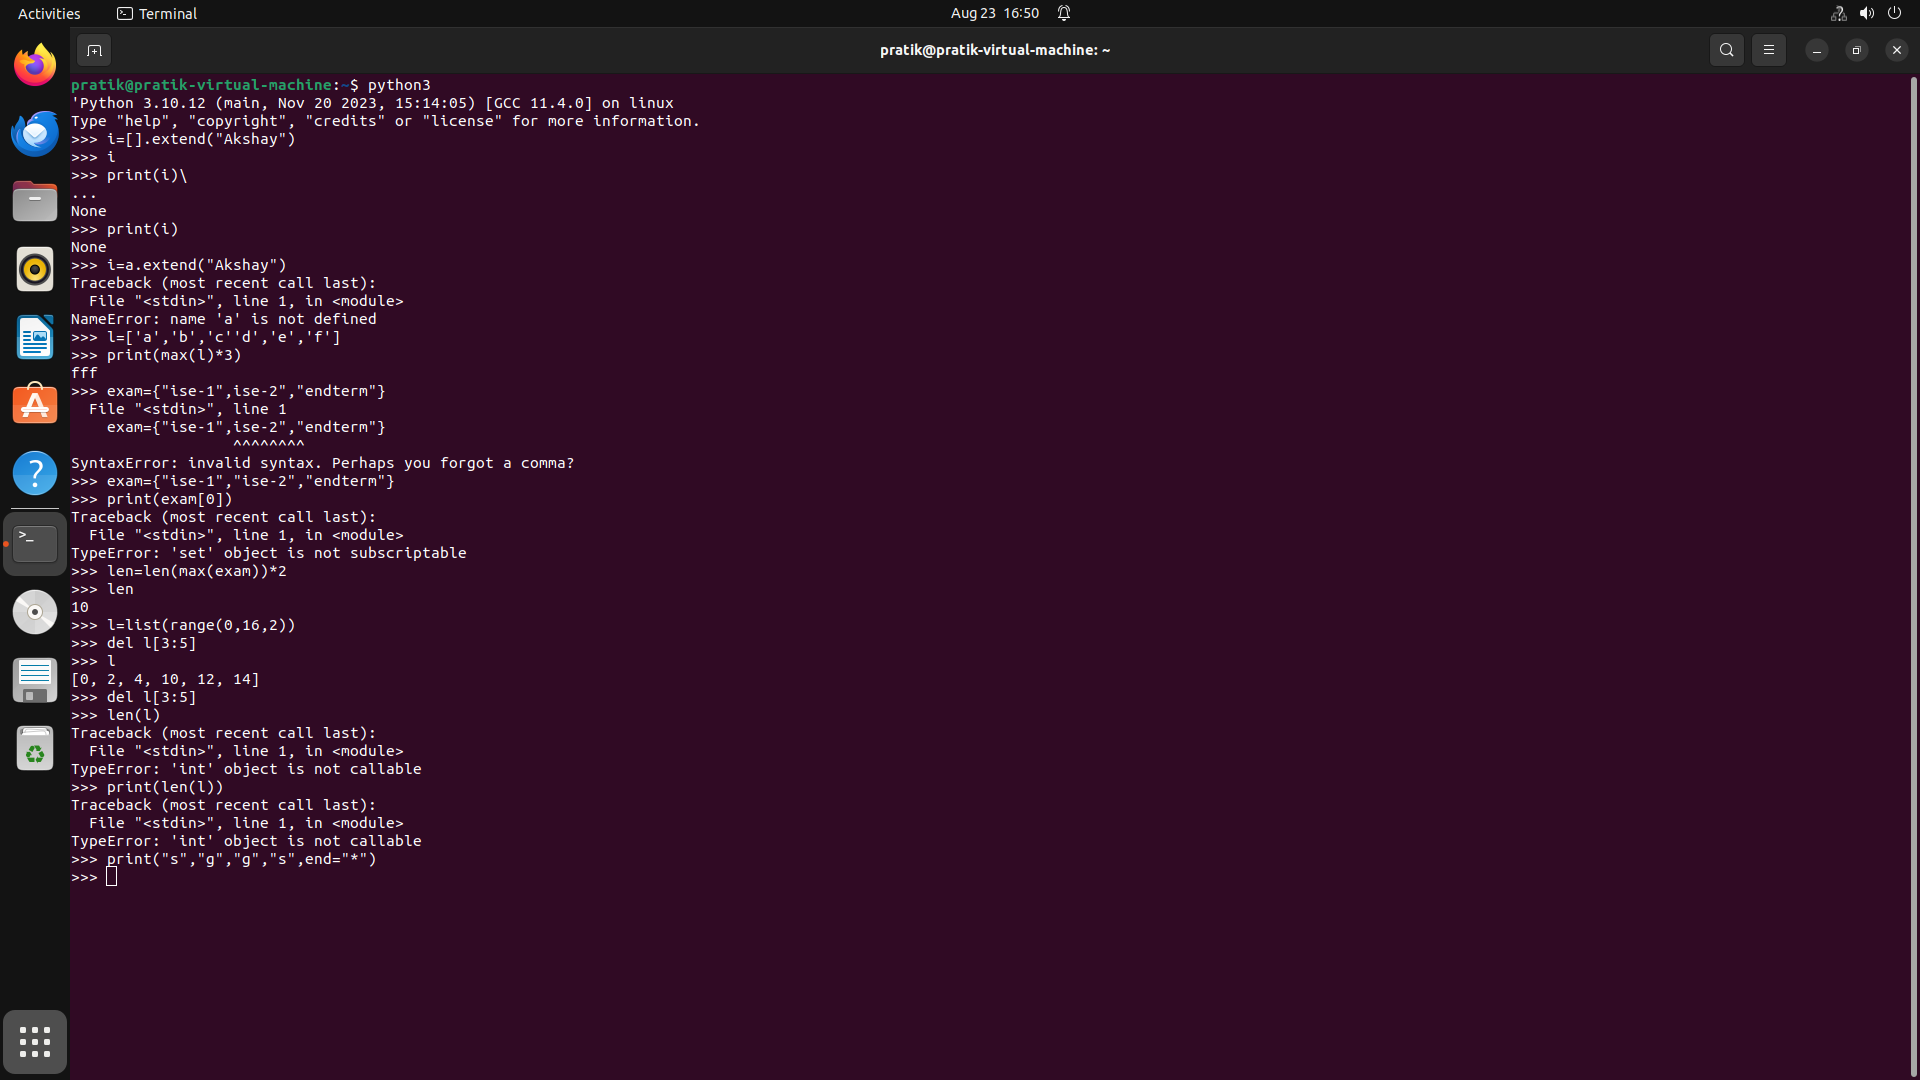 Activities
Terminal
Aug 23 16:50
pratik@pratik-virtual-machine: ~
pratik@pratik-virtual-machine:~$ python3
'Python 3.10.12 (main, Nov 20 2023, 15:14:05) [GCC 11.4.0] on linux
Type "help", "copyright", "credits" or "license" for more information.
>>> i=[].extend("Akshay")
>>> i
>>> print(i)\
...
None
>>> print(i)
None
>>> i=a.extend("Akshay")
Traceback (most recent call last):
  File "<stdin>", line 1, in <module>
NameError: name 'a' is not defined
>>> l=['a','b','c''d','e','f']
>>> print(max(l)*3)
fff
>>> exam={"ise-1",ise-2","endterm"}
  File "<stdin>", line 1
    exam={"ise-1",ise-2","endterm"}
                  ^^^^^^^^
SyntaxError: invalid syntax. Perhaps you forgot a comma?
>>> exam={"ise-1","ise-2","endterm"}
>>> print(exam[0])
Traceback (most recent call last):
  File "<stdin>", line 1, in <module>
TypeError: 'set' object is not subscriptable
>>> len=len(max(exam))*2
>>> len
10
>>> l=list(range(0,16,2))
>>> del l[3:5]
>>> l
[0, 2, 4, 10, 12, 14]
>>> del l[3:5]
>>> len(l)
Traceback (most recent call last):
  File "<stdin>", line 1, in <module>
TypeError: 'int' object is not callable
>>> print(len(l))
Traceback (most recent call last):
  File "<stdin>", line 1, in <module>
TypeError: 'int' object is not callable
>>> print("s","g","g","s",end="*")
>>>